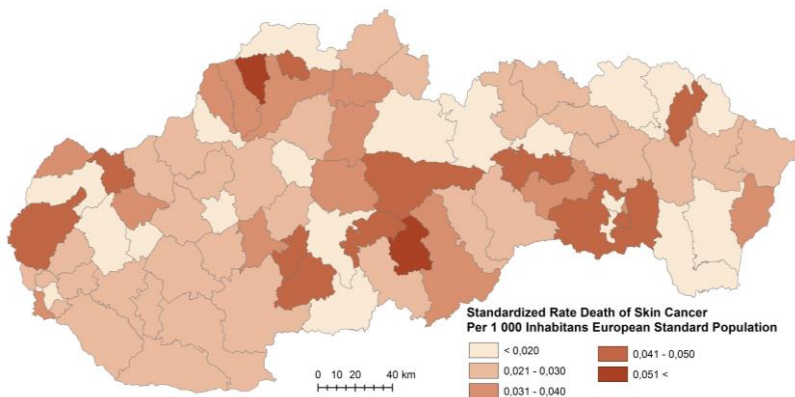 Standardized Rate Death of Skin Cancer
Per 1 000 Inhabitans European Standard Population
< 0,020
0,021 - 0,030
0,031 - 0,040
0,041 - 0,050
0,051 <
0 10 20 40 km